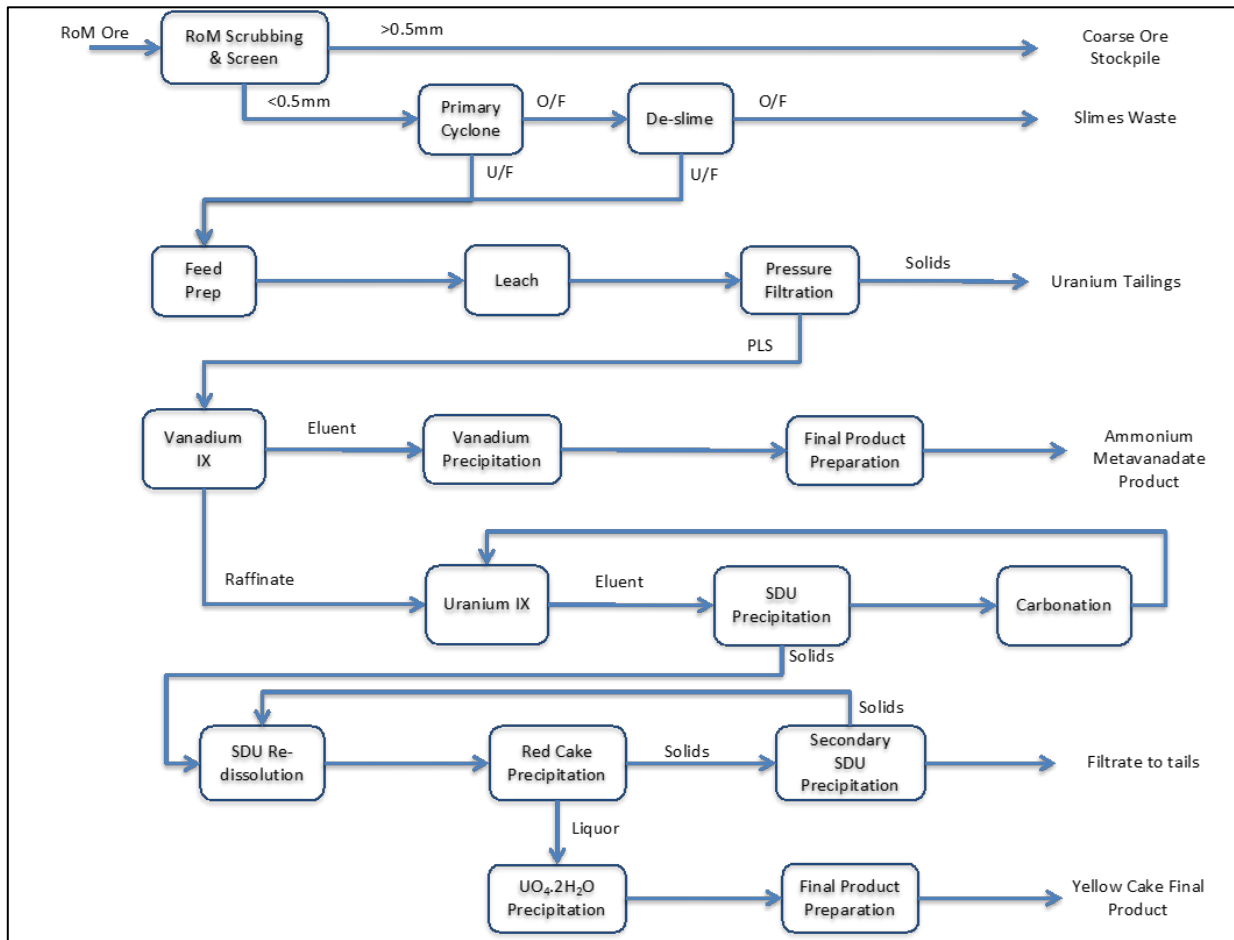 RoM Ore
RoM Scrubbing
& Screen
>0.5mm
Coarse Ore
Stockpile
<0.5mm
Primary
Cyclone
O/F
De-slime
O/F
Slimes Waste
U/F
U/F
Feed
Prep
Leach
Pressure
Filtration
Solids
Uranium Tailings
PLS
Vanadium
IX
Eluent
Vanadium
Precipitation
Final Product
Preparation
Ammonium
Metavanadate
Product
Raffinate
Uranium IX
Eluent
SDU
Precipitation
Carbonation
Solids
Solids
SDU Re-
dissolution
Red Cake
Precipitation
Solids
Secondary
SDU
Precipitation
Filtrate to tails
Liquor
UO₄.2H₂O
Precipitation
Final Product
Preparation
Yellow Cake Final
Product